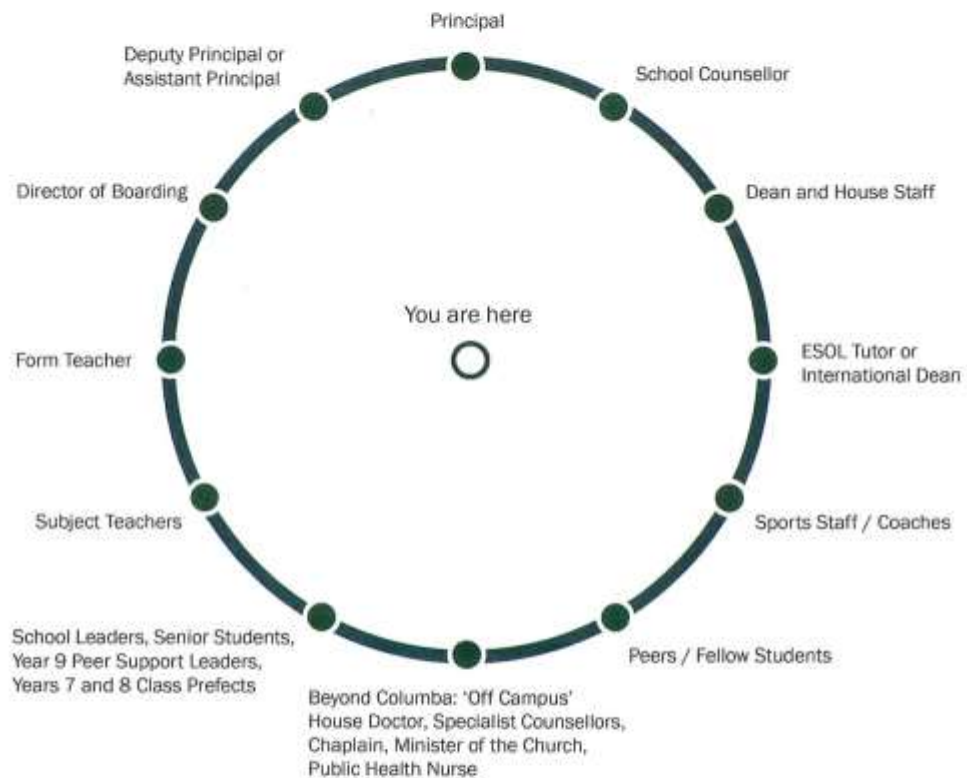 Principal
School Counsellor
Dean and House Staff
ESOL Tutor or
International Dean
Sports Staff / Coaches
Peers / Fellow Students
Beyond Columba: 'Off Campus'
House Doctor, Specialist Counsellors,
Chaplain, Minister of the Church,
Public Health Nurse
School Leaders, Senior Students,
Year 9 Peer Support Leaders,
Years 7 and 8 Class Prefects
Subject Teachers
Form Teacher
Director of Boarding
Deputy Principal or
Assistant Principal
You are here